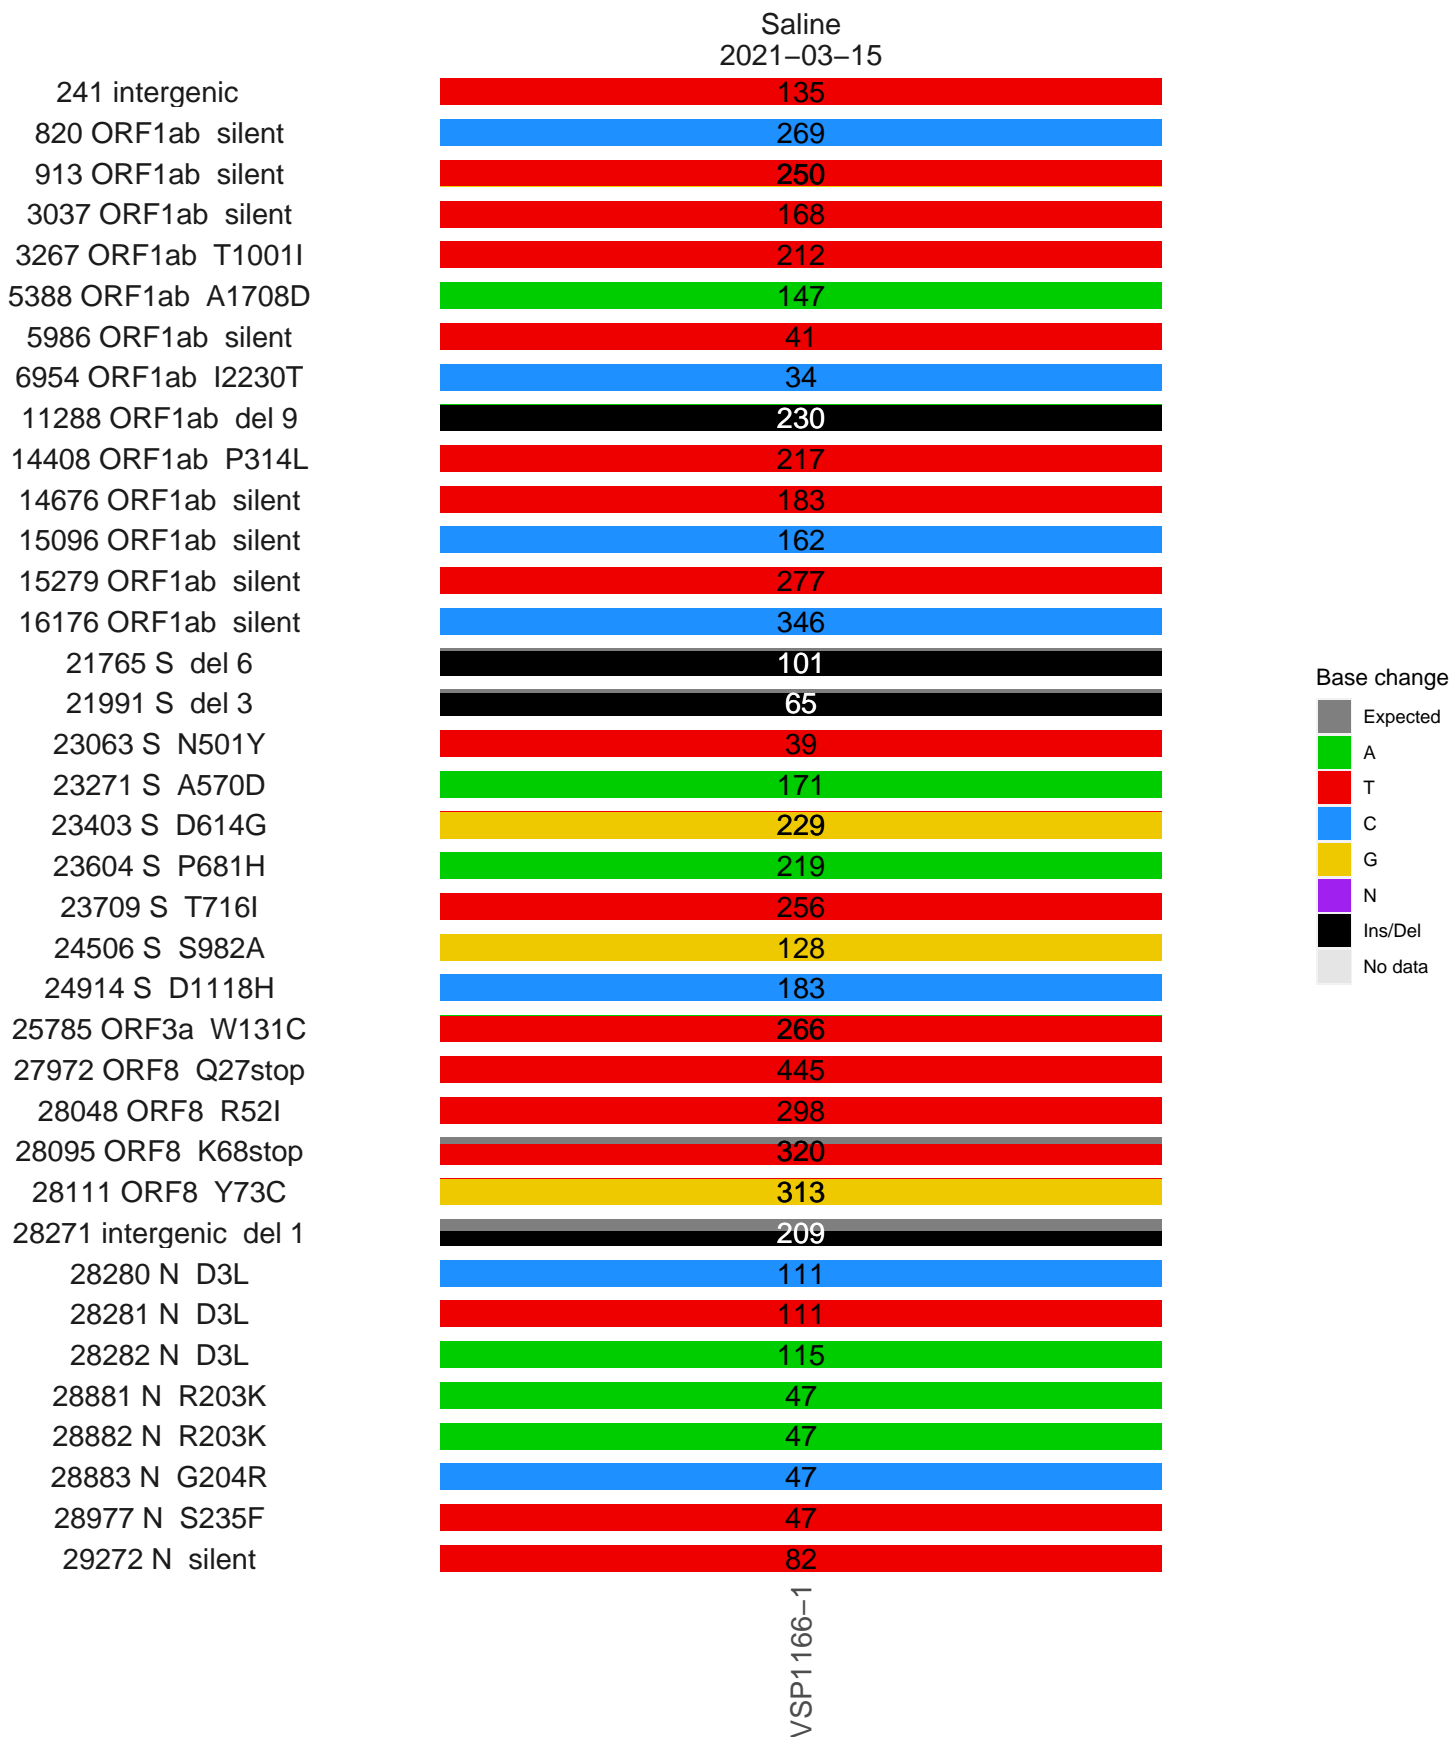 Saline
2021−03−15
241 intergenic 135
820 ORF1ab silent 269
913 ORF1ab silent 250
3037 ORF1ab silent 168
3267 ORF1ab T1001I 212
5388 ORF1ab A1708D 147
5986 ORF1ab silent 41
6954 ORF1ab I2230T 34
11288 ORF1ab del 9 230
14408 ORF1ab P314L 217
14676 ORF1ab silent 183
15096 ORF1ab silent 162
15279 ORF1ab silent 277
16176 ORF1ab silent 346
21765 S del 6 101
21991 S del 3 65
23063 S N501Y 39
23271 S A570D 171
23403 S D614G 229
23604 S P681H 219
23709 S T716I 256
24506 S S982A 128
24914 S D1118H 183
25785 ORF3a W131C 266
27972 ORF8 Q27stop 445
28048 ORF8 R52I 298
28095 ORF8 K68stop 320
28111 ORF8 Y73C 313
28271 intergenic del 1 209
28280 N D3L 111
28281 N D3L 111
28282 N D3L 115
28881 N R203K 47
28882 N R203K 47
28883 N G204R 47
28977 N S235F 47
29272 N silent 82
VSP1166−1
Base change
Expected
A
T
C
G
N
Ins/Del
No data